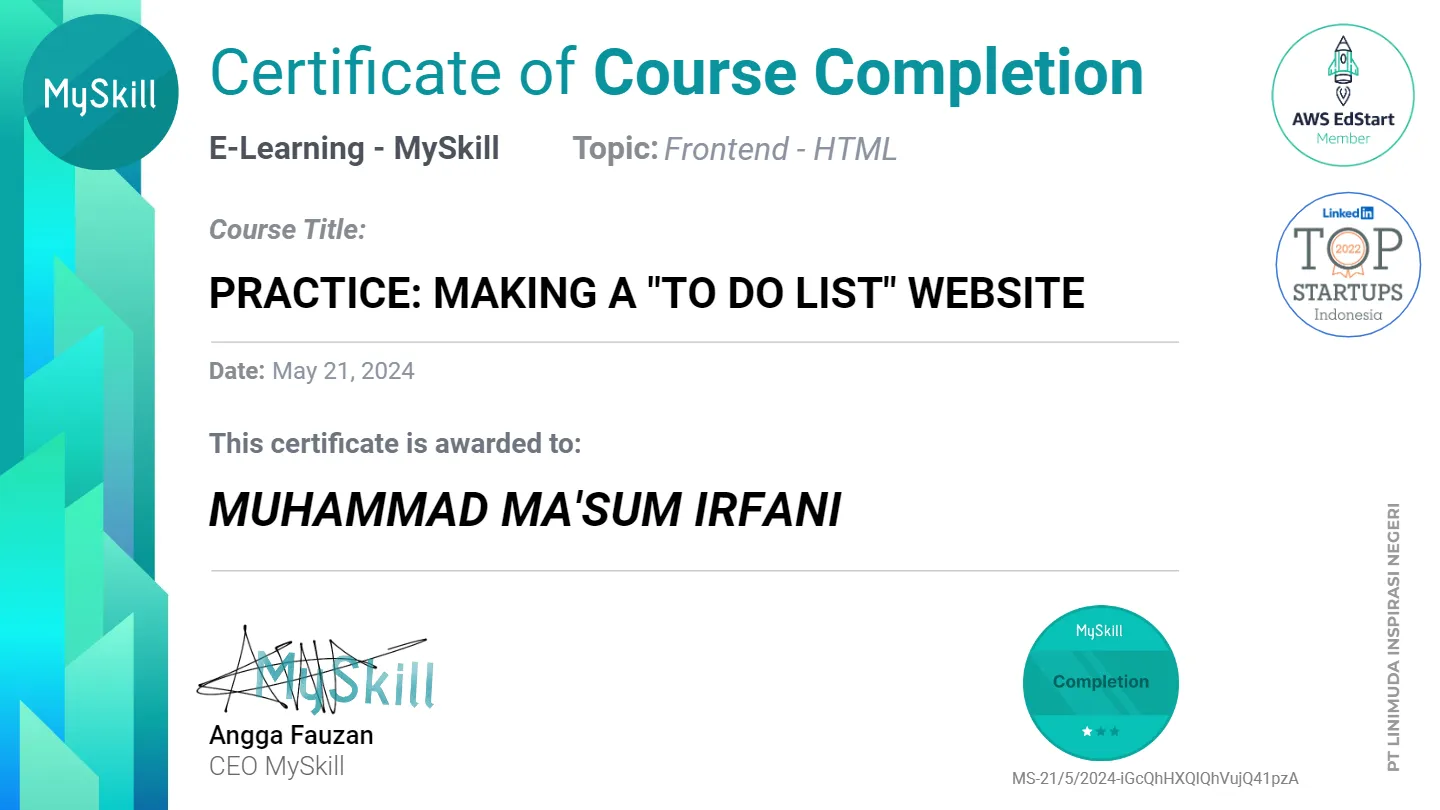 MySkill
Certificate of Course Completion
E-Learning - MySkill
Topic: Frontend - HTML
Course Title:
PRACTICE: MAKING A "TO DO LIST" WEBSITE
Date: May 21, 2024
This certificate is awarded to:
MUHAMMAD MA'SUM IRFANI
MySkill
Angga Fauzan
CEO MySkill
MySkill
Completion
MS-21/5/2024-iGcQhHXQlQhVujQ41pzA
AWS EdStart
Member
Linked in
TOP
2022
STARTUPS
Indonesia
PT LINIMUDA INSPIRASI NEGERI